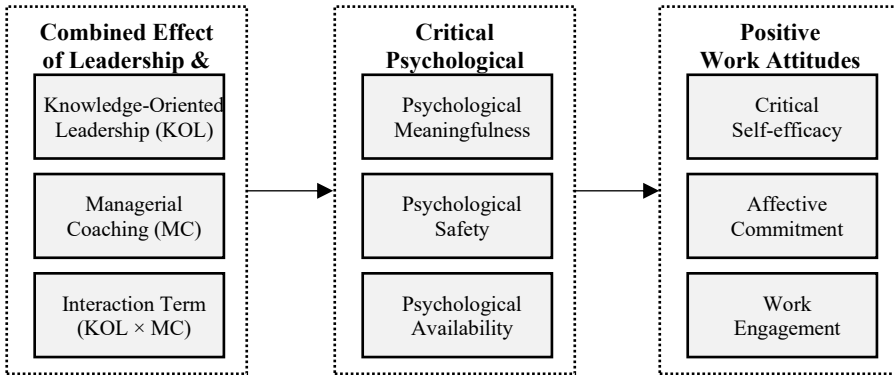 Combined Effect
of Leadership &
Knowledge-Oriented
Leadership (KOL)
Managerial
Coaching (MC)
Interaction Term
(KOL × MC)
Critical
Psychological
Psychological
Meaningfulness
Psychological
Safety
Psychological
Availability
Positive
Work Attitudes
Critical
Self-efficacy
Affective
Commitment
Work
Engagement